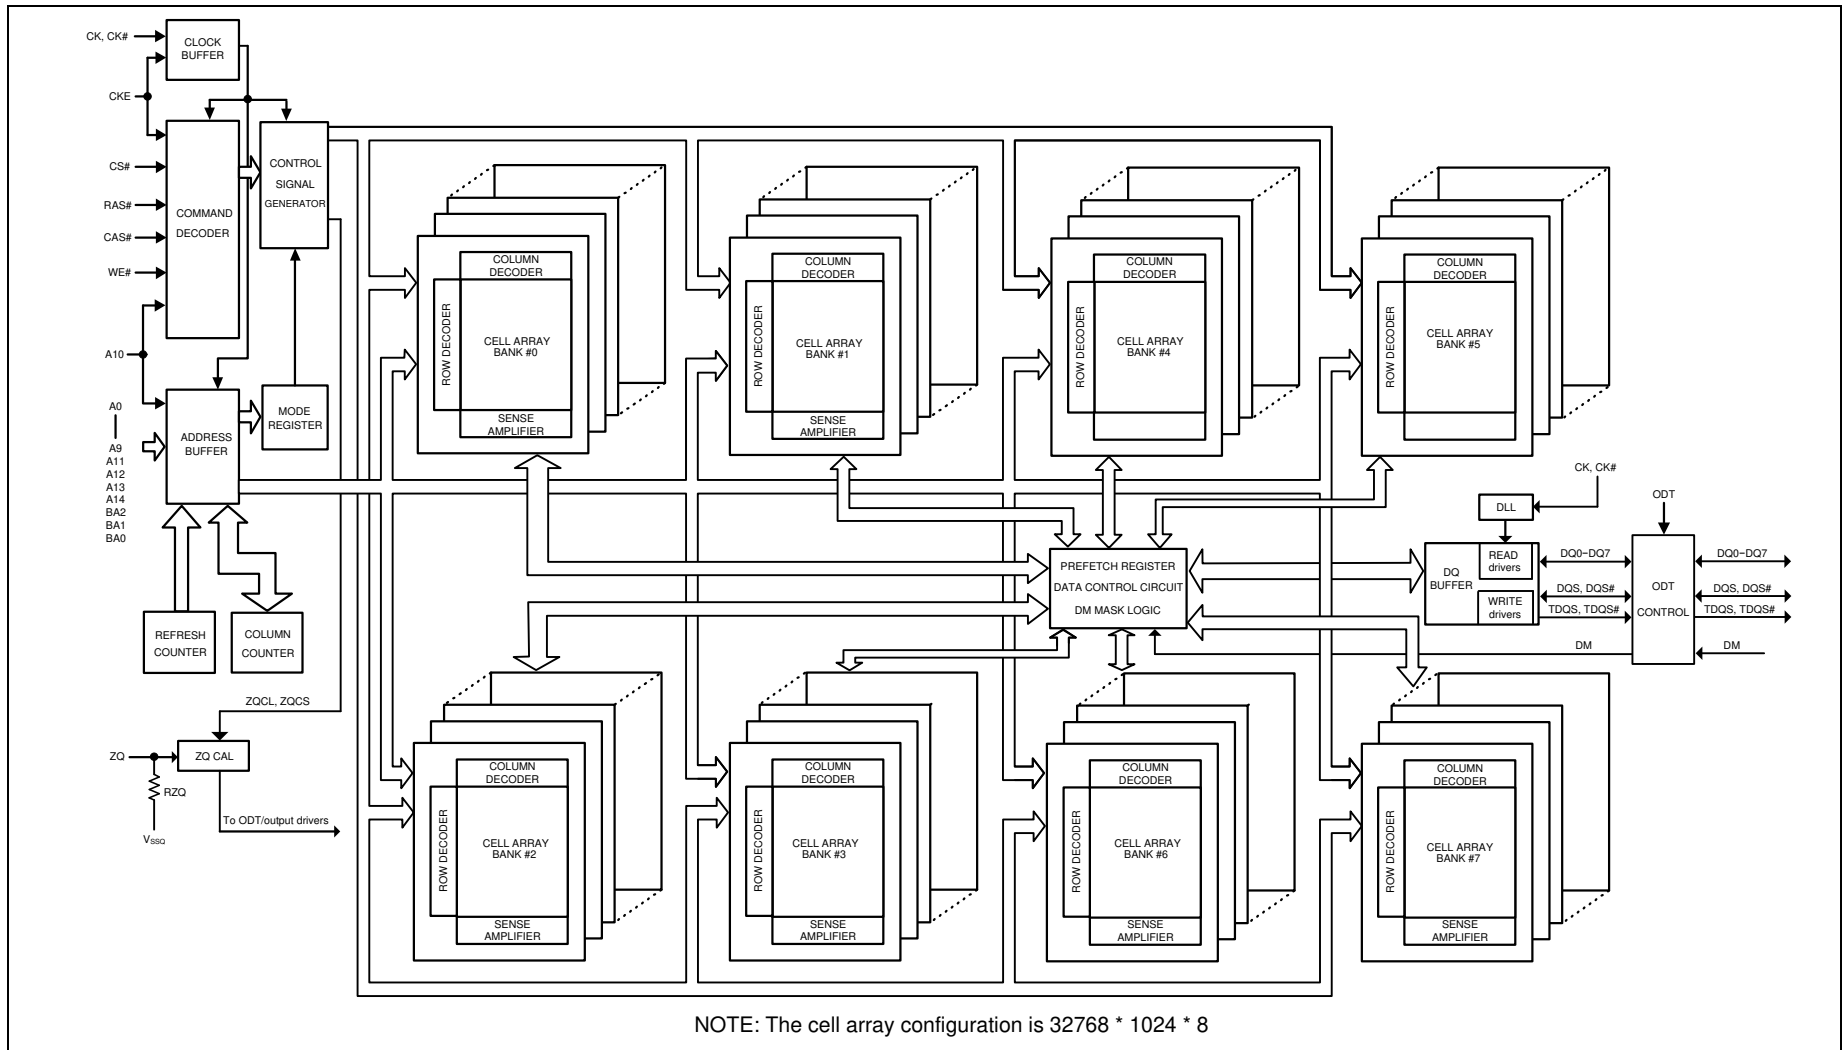 CK, CK#
CLOCK
BUFFER
CKE
CS#
RAS#
CAS#
WE#
A10
COMMAND
DECODER
CONTROL
SIGNAL
GENERATOR
A0
A9
A11
A12
A13
A14
BA2
BA1
BA0
ADDRESS
BUFFER
MODE
REGISTER
REFRESH
COUNTER
COLUMN
COUNTER
ZQCL, ZQCS
ZQ
ZQ CAL
RZQ
VSSQ
To ODT/output drivers
COLUMN
DECODER
ROW DECODER
CELL ARRAY
BANK #0
SENSE
AMPLIFIER
COLUMN
DECODER
ROW DECODER
CELL ARRAY
BANK #1
SENSE
AMPLIFIER
COLUMN
DECODER
ROW DECODER
CELL ARRAY
BANK #4
COLUMN
DECODER
ROW DECODER
CELL ARRAY
BANK #5
PREFETCH REGISTER
DATA CONTROL CIRCUIT
DM MASK LOGIC
CK, CK#
DLL
ODT
DQ
BUFFER
READ
drivers
WRITE
drivers
DQ0−DQ7
DQS, DQS#
TDQS, TDQS#
DM
ODT
CONTROL
DQ0−DQ7
DQS, DQS#
TDQS, TDQS#
DM
COLUMN
DECODER
ROW DECODER
CELL ARRAY
BANK #2
SENSE
AMPLIFIER
COLUMN
DECODER
ROW DECODER
CELL ARRAY
BANK #3
SENSE
AMPLIFIER
COLUMN
DECODER
ROW DECODER
CELL ARRAY
BANK #6
SENSE
AMPLIFIER
COLUMN
DECODER
ROW DECODER
CELL ARRAY
BANK #7
SENSE
AMPLIFIER
NOTE: The cell array configuration is 32768 * 1024 * 8